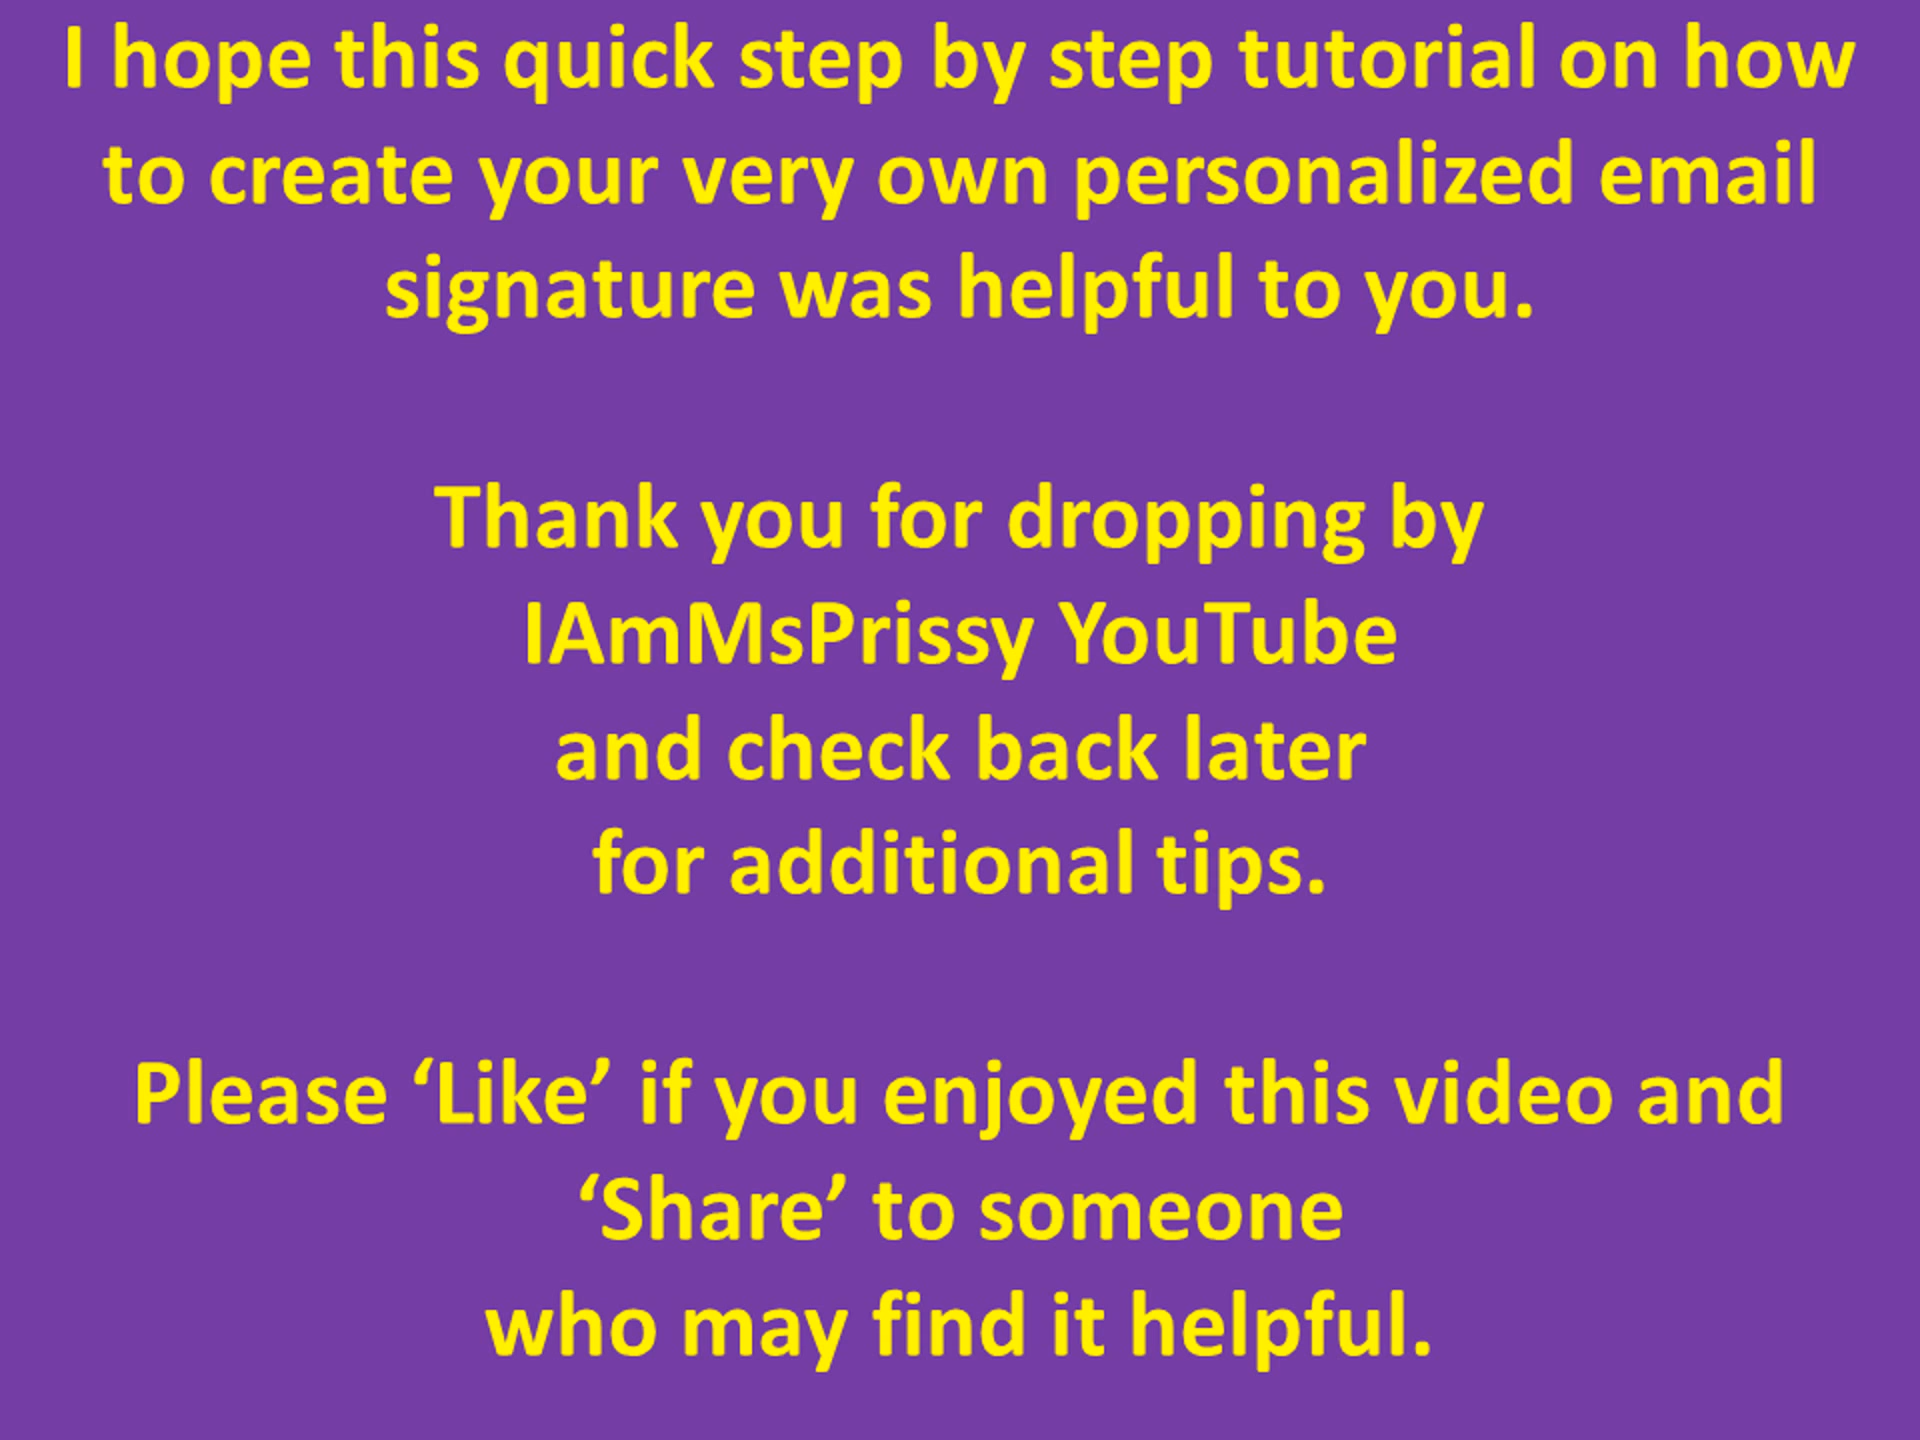 I hope this quick step by step tutorial on how
to create your very own personalized email
signature was helpful to you.
Thank you for dropping by
IAmMsPrissy YouTube
and check back later
for additional tips.
Please ‘Like’ if you enjoyed this video and
‘Share’ to someone
who may find it helpful.